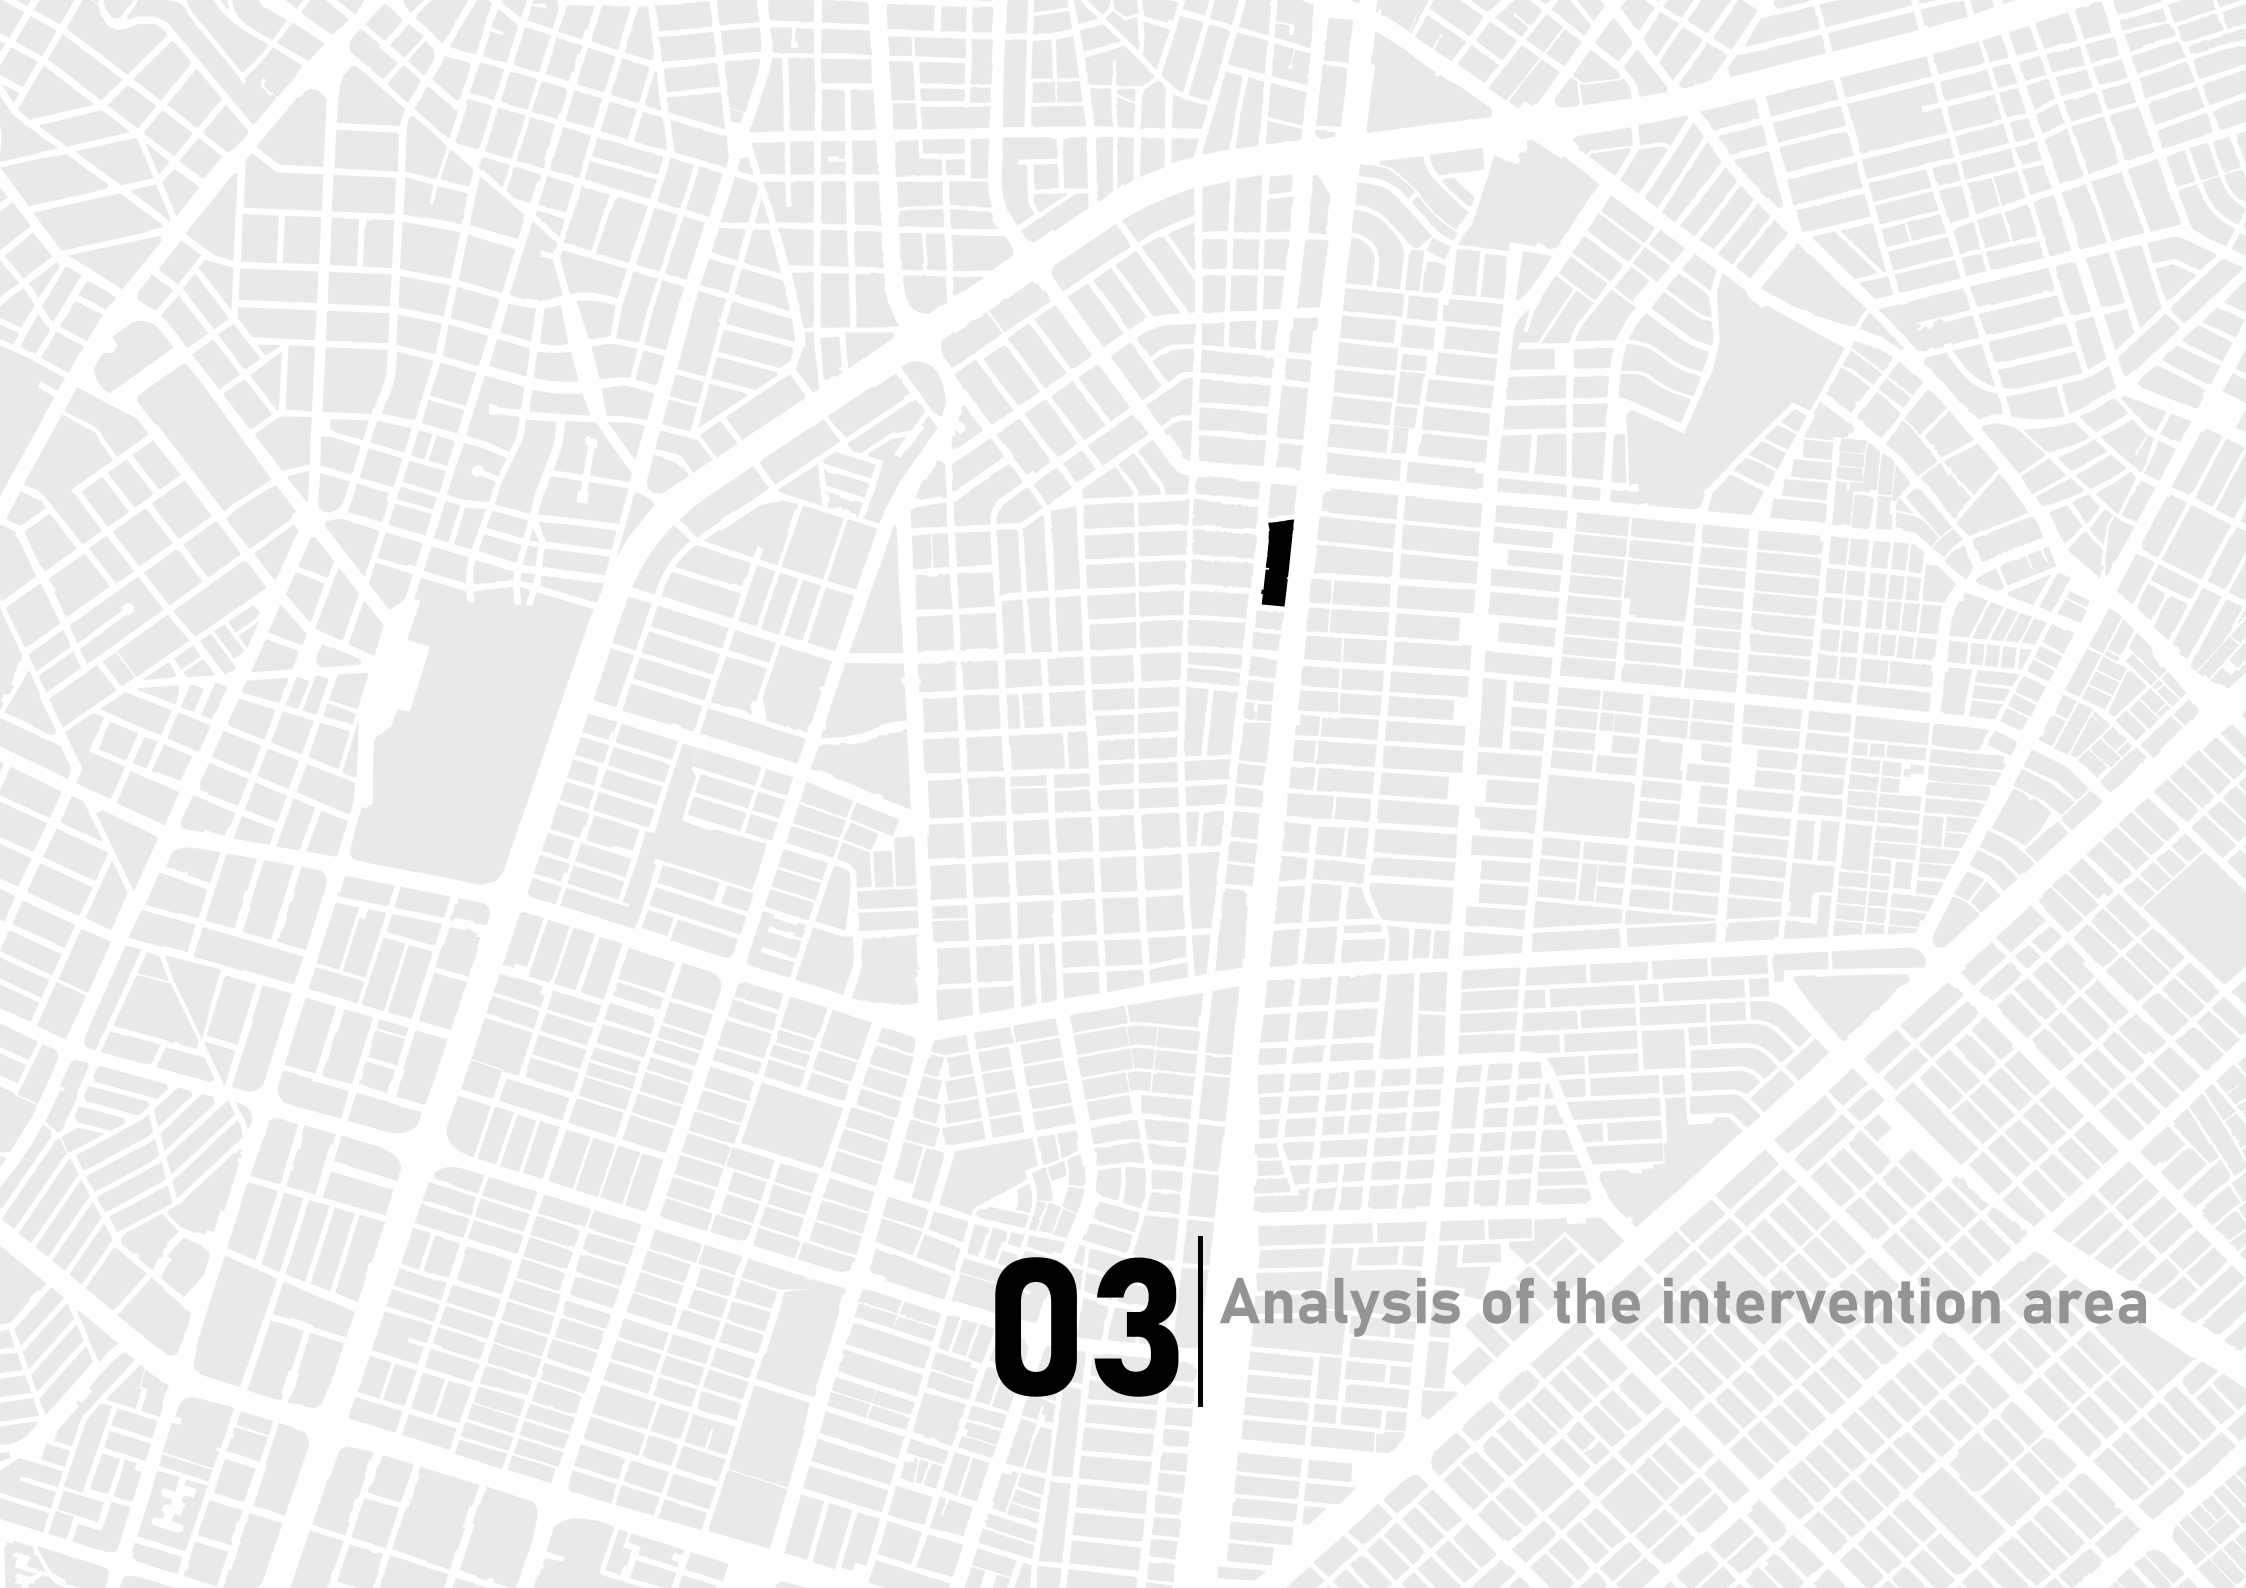 03
Analysis of the intervention area